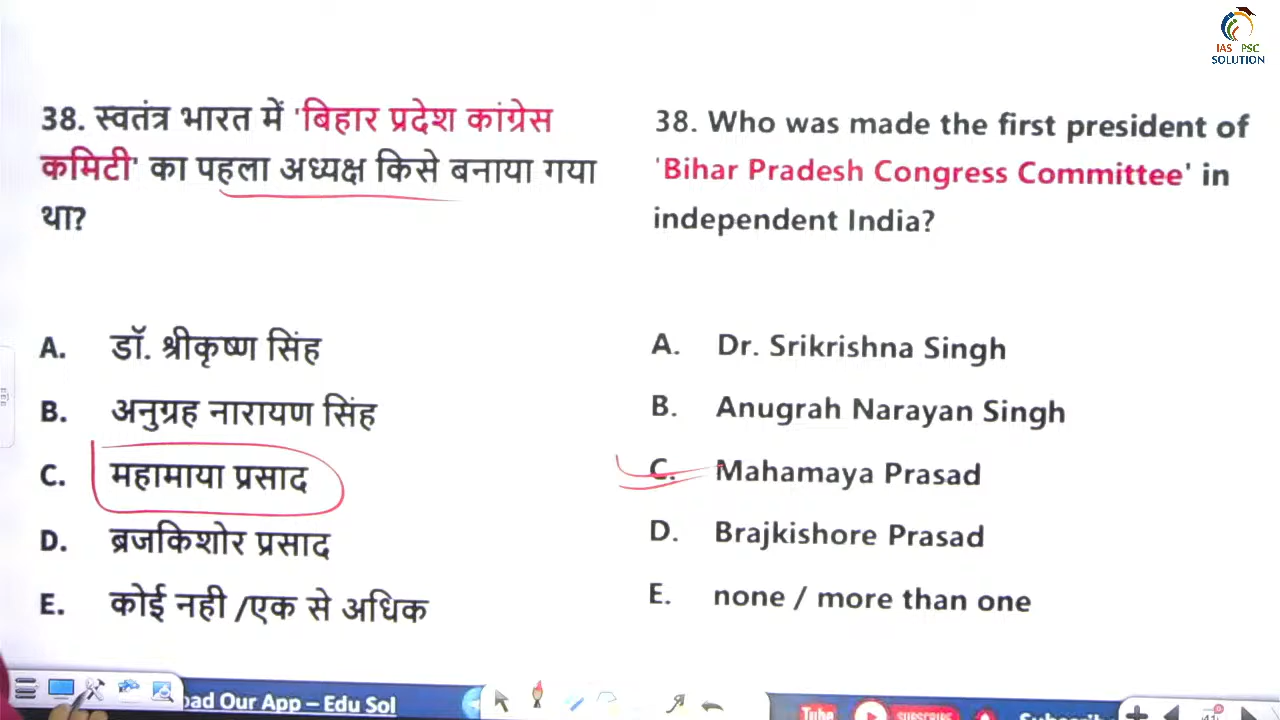 IAS PSC
SOLUTION
38. स्वतंत्र भारत में 'बिहार प्रदेश कांग्रेस
कमिटी' का पहला अध्यक्ष किसे बनाया गया
था?
A. डॉ. श्रीकृष्ण सिंह
B. अनुग्रह नारायण सिंह
C. महामाया प्रसाद
D. ब्रजकिशोर प्रसाद
E. कोई नही /एक से अधिक
38. Who was made the first president of
'Bihar Pradesh Congress Committee' in
independent India?
A. Dr. Srikrishna Singh
B. Anugrah Narayan Singh
C. Mahamaya Prasad
D. Brajkishore Prasad
E. none / more than one
Our App – Edu Sol
Tube
SUBSCRIBE